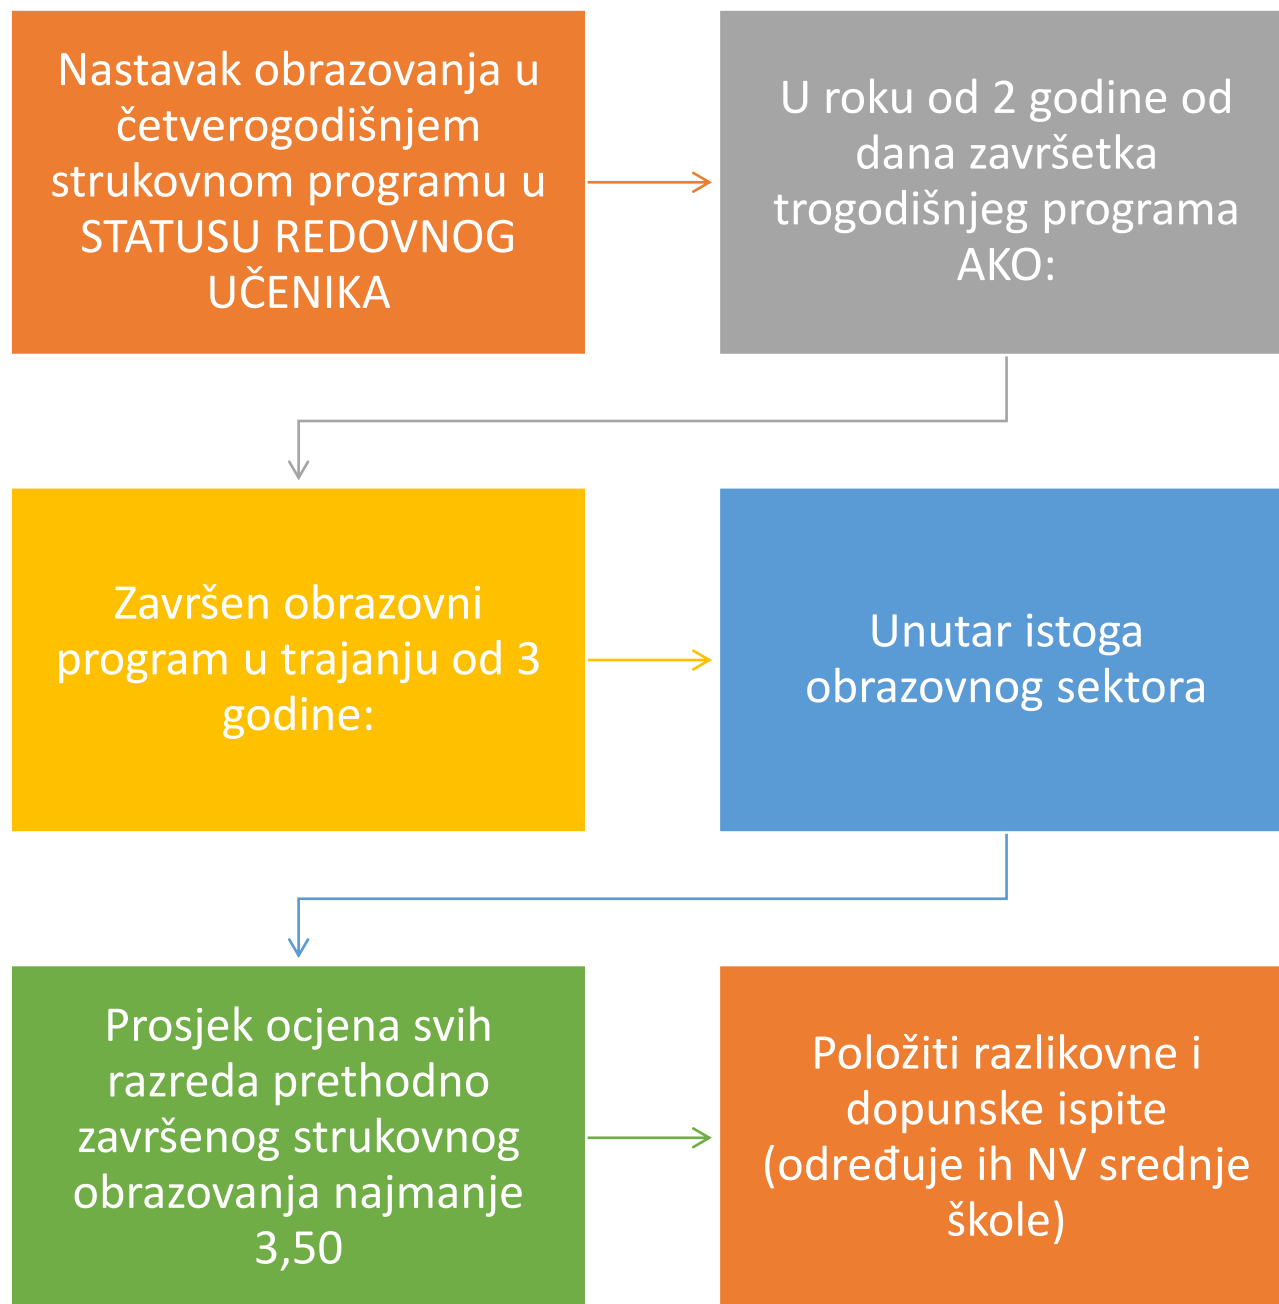 Nastavak obrazovanja u
četverogodišnjem
strukovnom programu u
STATUSU REDOVNOG
UČENIKA
U roku od 2 godine od
dana završetka
trogodišnjeg programa
AKO:
Završen obrazovni
program u trajanju od 3
godine:
Unutar istoga
obrazovnog sektora
Prosjek ocjena svih
razreda prethodno
završenog strukovnog
obrazovanja najmanje
3,50
Položiti razlikovne i
dopunske ispite
(određuje ih NV srednje
škole)